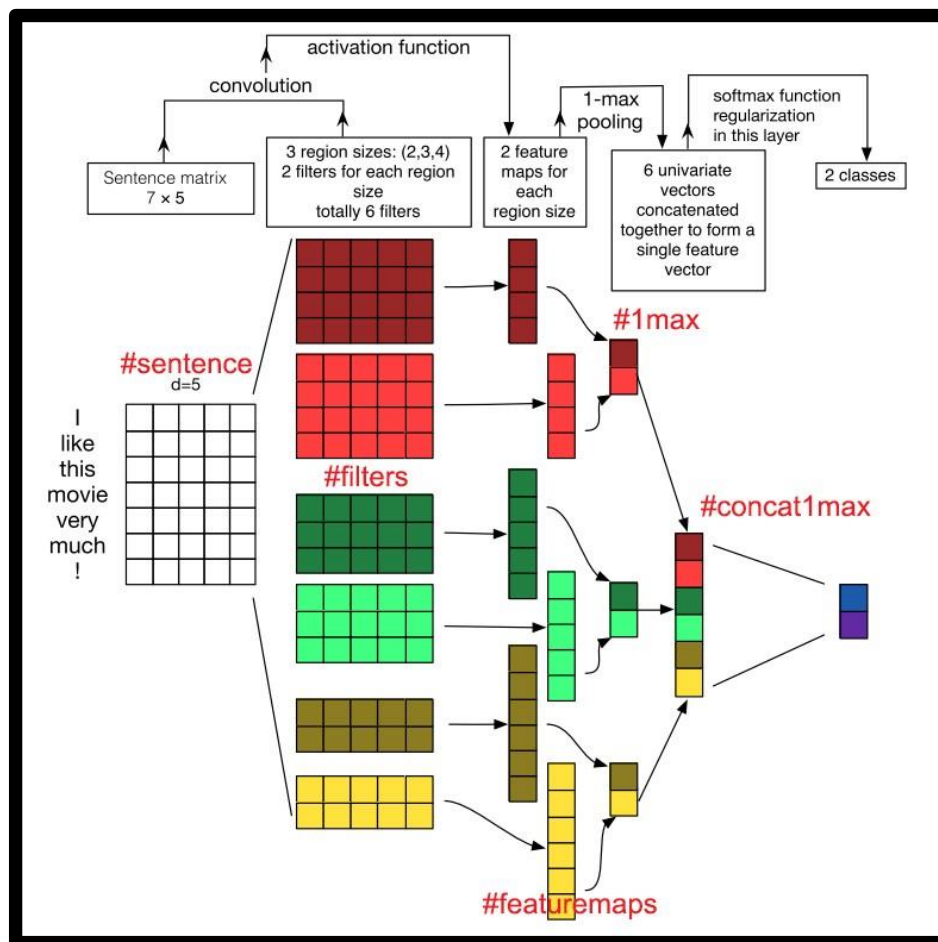 activation function
convolution
1-max
pooling
softmax function
regularization
in this layer
Sentence matrix
7 × 5
3 region sizes: (2,3,4)
2 filters for each region
size
totally 6 filters
2 feature
maps for
each
region size
6 univariate
vectors
concatenated
together to form a
single feature
vector
2 classes
#1max
#sentence
d=5
I
like
this
movie
very
much
!
#filters
#concat1max
#featuremaps